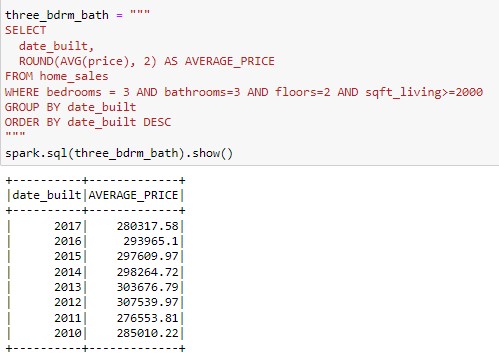 three_bdrm_bath = """
SELECT
  date_built,
  ROUND(AVG(price), 2) AS AVERAGE_PRICE
FROM home_sales
WHERE bedrooms = 3 AND bathrooms=3 AND floors=2 AND sqft_living>=2000
GROUP BY date_built
ORDER BY date_built DESC
"""
spark.sql(three_bdrm_bath).show()
+----------+-------------+
|date_built|AVERAGE_PRICE|
+----------+-------------+
|      2017|    280317.58|
|      2016|     293965.1|
|      2015|    297609.97|
|      2014|    298264.72|
|      2013|    303676.79|
|      2012|    307539.97|
|      2011|    276553.81|
|      2010|    285010.22|
+----------+-------------+